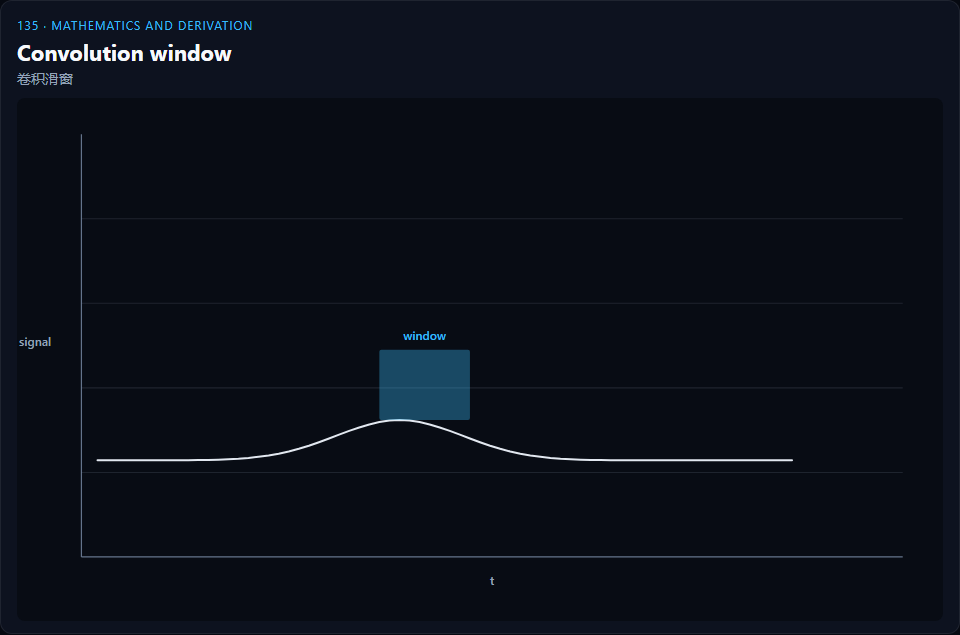 135 · MATHEMATICS AND DERIVATION
Convolution window
卷积滑窗
window
signal
t